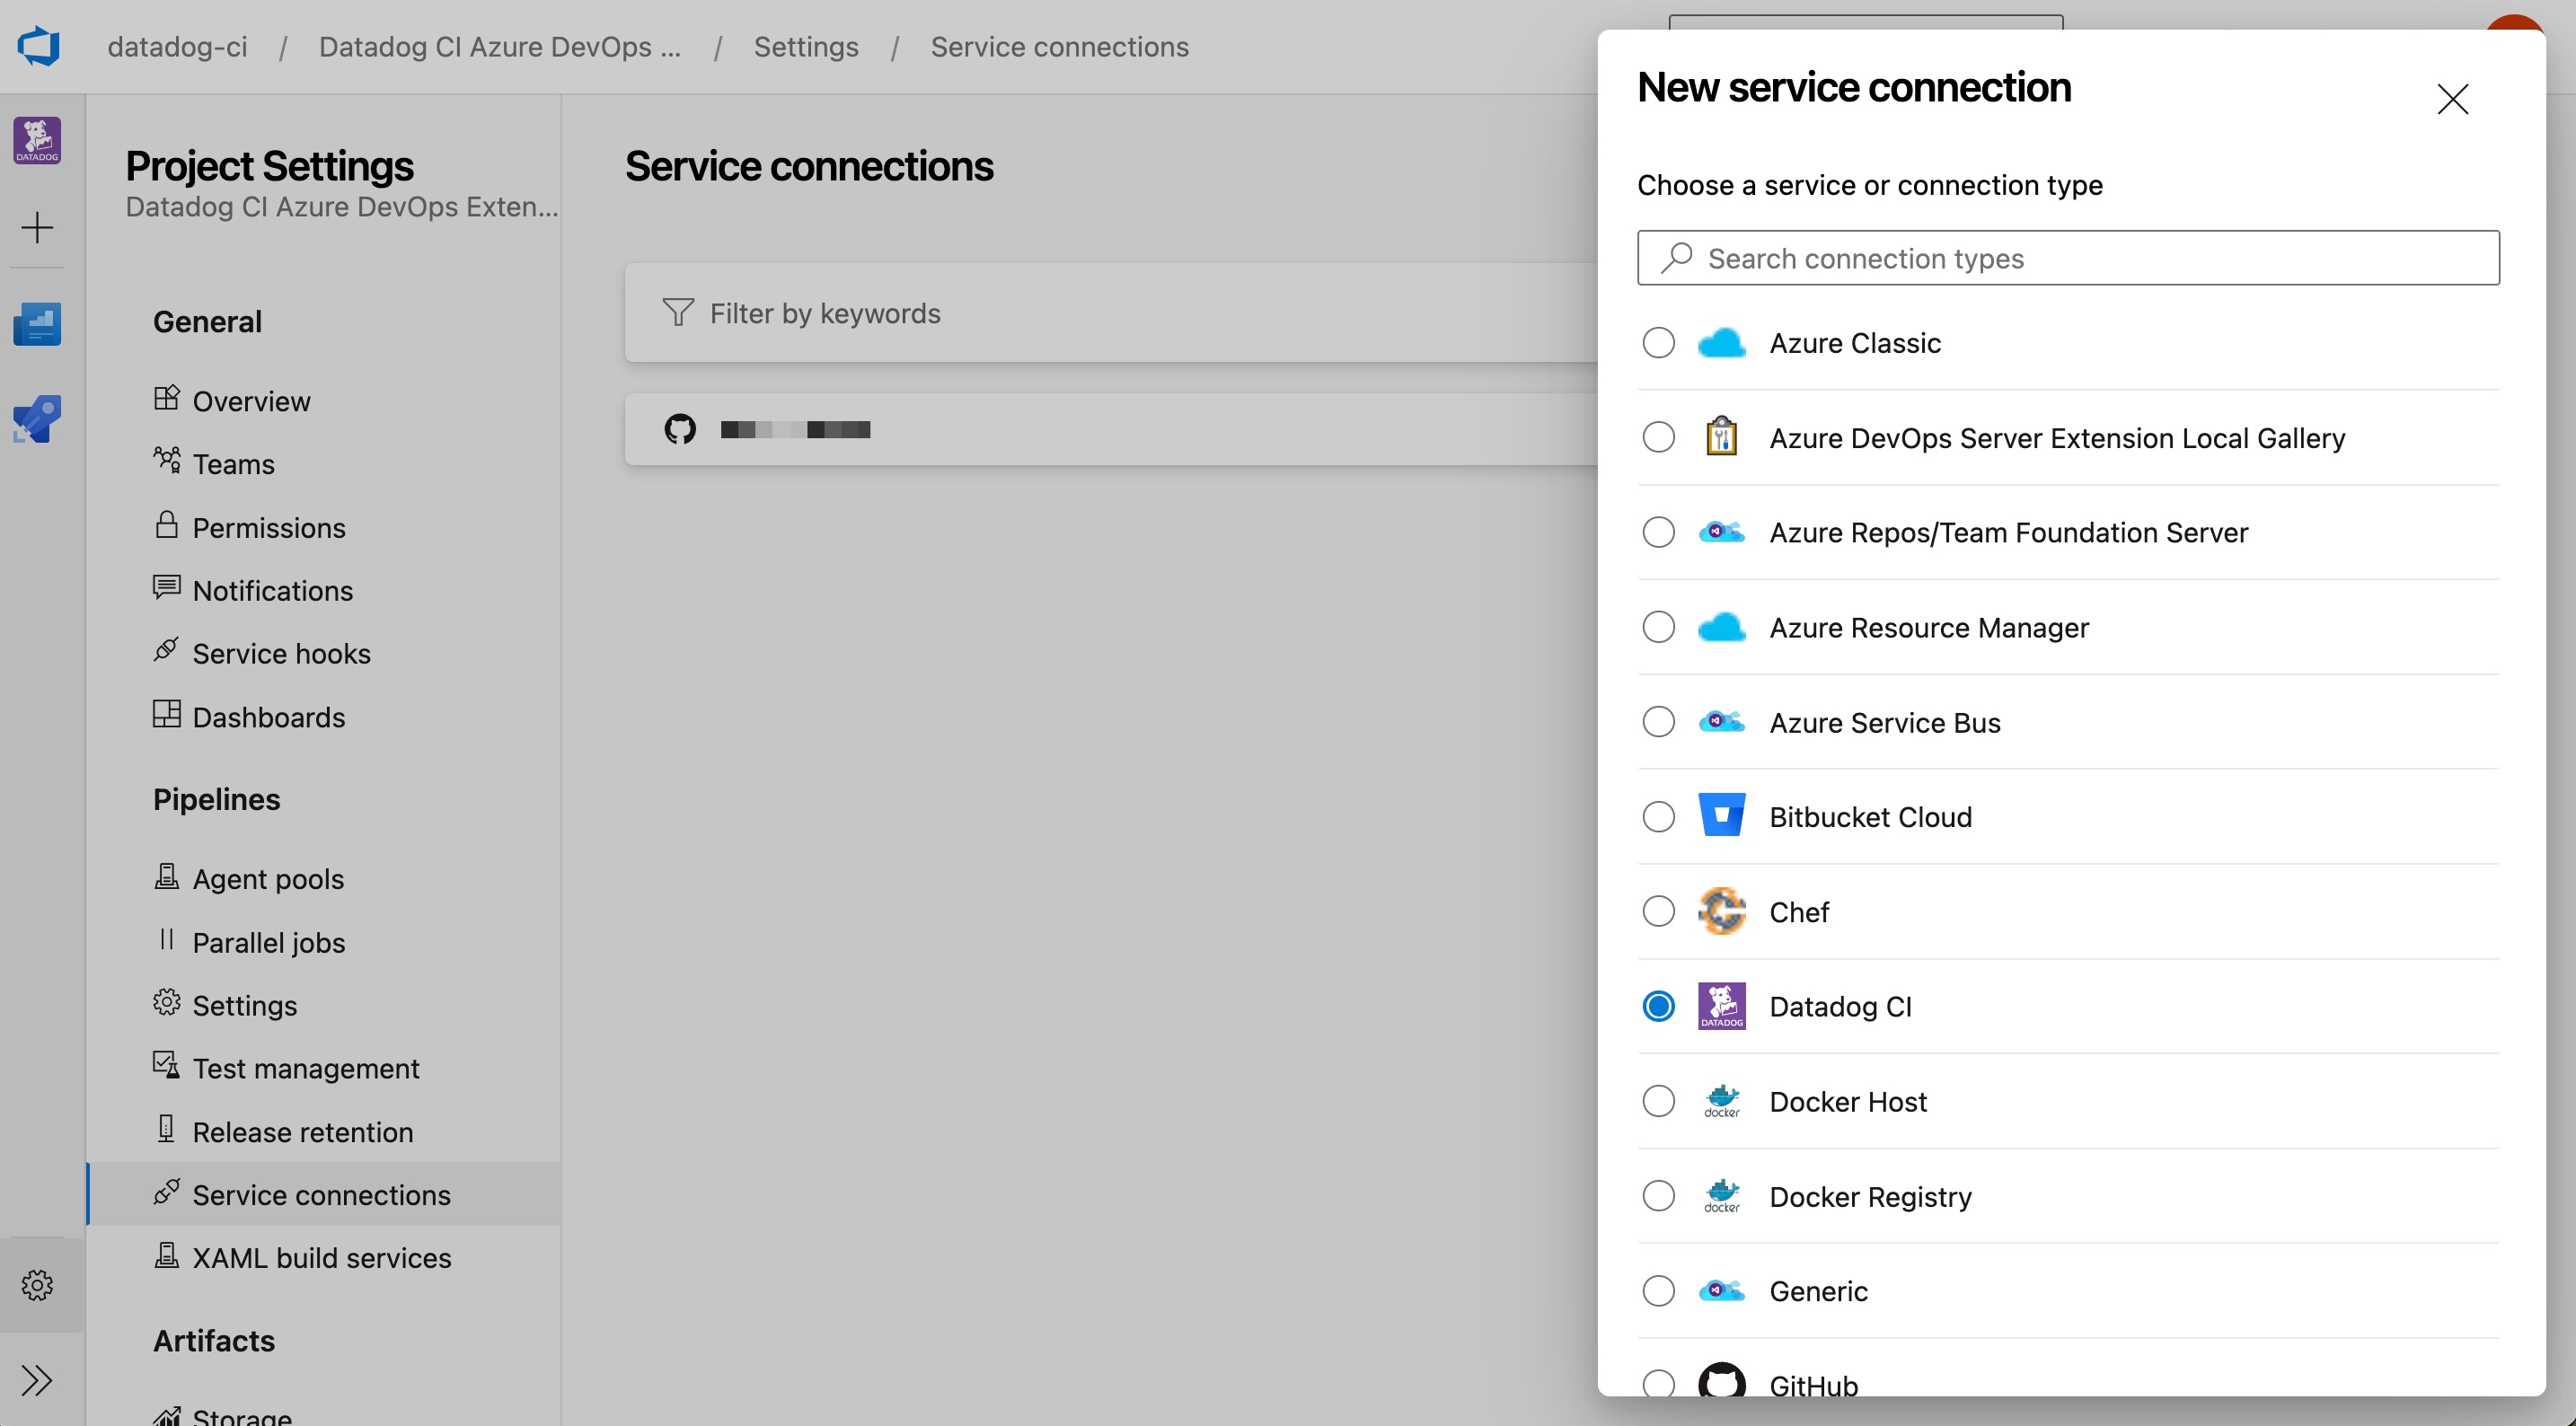 datadog-ci / Datadog CI Azure DevOps ... / Settings / Service connections
DATADOG
Project Settings
Datadog CI Azure DevOps Exten...
General
Overview
Teams
Permissions
Notifications
Service hooks
Dashboards
Pipelines
Agent pools
Parallel jobs
Settings
Test management
Release retention
Service connections
XAML build services
Artifacts
Storage
Service connections
Filter by keywords
New service connection
Choose a service or connection type
Search connection types
Azure Classic
Azure DevOps Server Extension Local Gallery
Azure Repos/Team Foundation Server
Azure Resource Manager
Azure Service Bus
Bitbucket Cloud
Chef
DATADOG Datadog CI
docker Docker Host
docker Docker Registry
Generic
GitHub